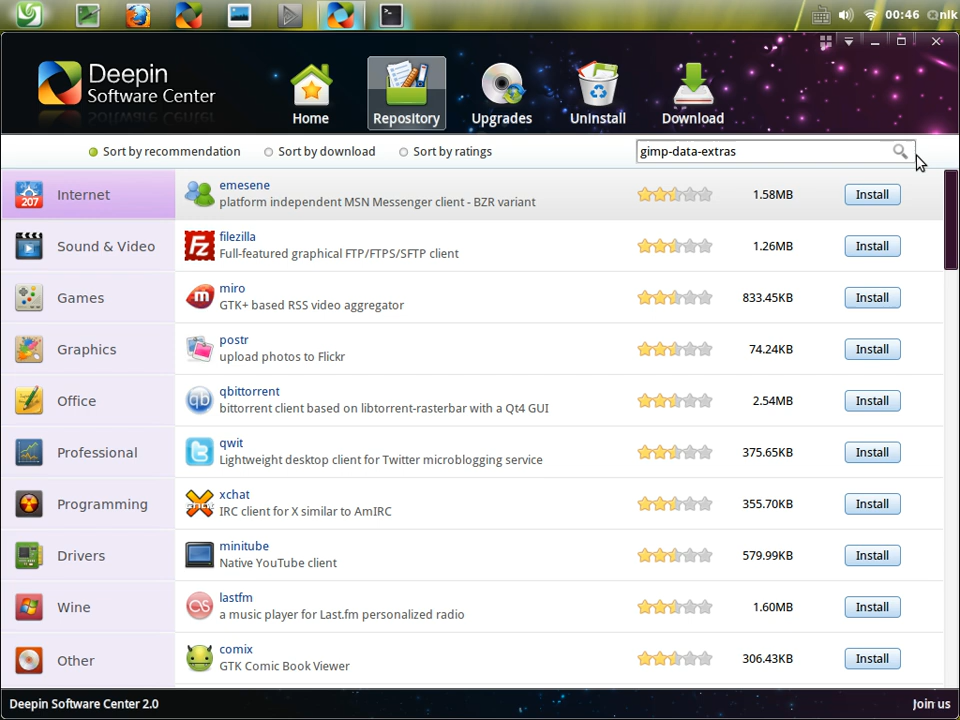 00:46 nik
Deepin
Software Center
Home
Repository
Upgrades
Uninstall
Download
Sort by recommendation
Sort by download
Sort by ratings
gimp-data-extras
207
Internet
Sound & Video
Games
Graphics
Office
Professional
Programming
Drivers
Wine
Other
emesene
platform independent MSN Messenger client - BZR variant
1.58MB
Install
Fz
filezilla
Full-featured graphical FTP/FTPS/SFTP client
1.26MB
Install
m
miro
GTK+ based RSS video aggregator
833.45KB
Install
postr
upload photos to Flickr
74.24KB
Install
qb
qbittorrent
bittorrent client based on libtorrent-rasterbar with a Qt4 GUI
2.54MB
Install
t
qwit
Lightweight desktop client for Twitter microblogging service
375.65KB
Install
xchat
IRC client for X similar to AmIRC
355.70KB
Install
minitube
Native YouTube client
579.99KB
Install
lastfm
a music player for Last.fm personalized radio
1.60MB
Install
comix
GTK Comic Book Viewer
306.43KB
Install
Deepin Software Center 2.0
Join us